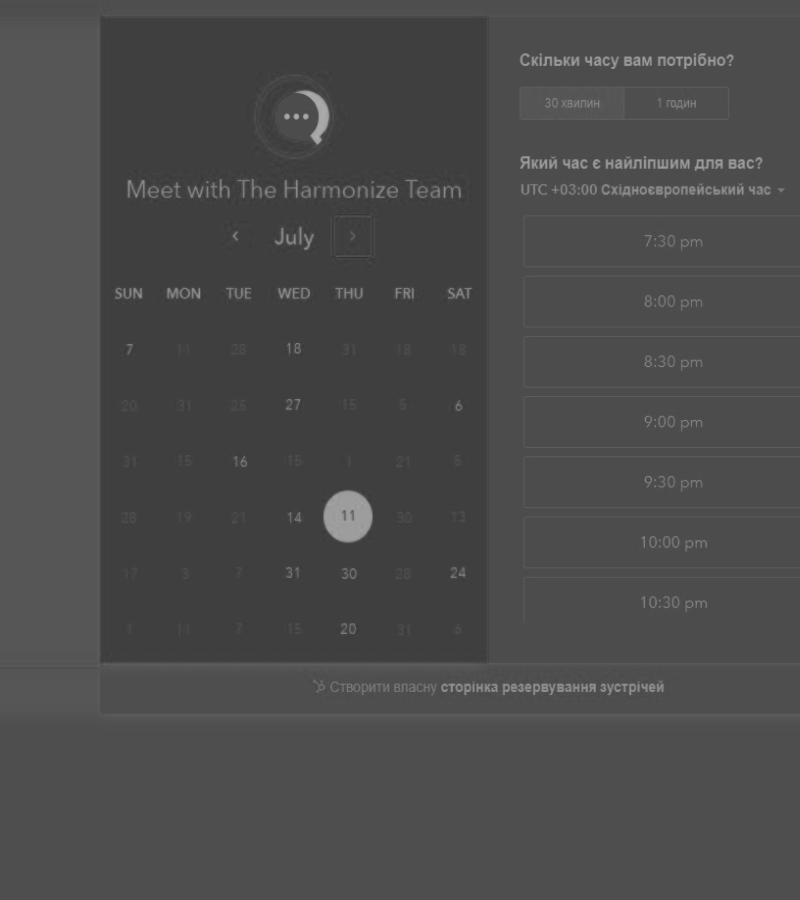 Meet with The Harmonize Team
July
SUN MON TUE WED THU FRI SAT
7 11 28 18 31 18 18
20 31 25 27 15 5 6
31 15 16 15 1 21 5
28 19 21 14 11 30 13
17 3 7 31 30 28 24
1 11 7 15 20 31 6
Скільки часу вам потрібно?
30 хвилин 1 годин
Який час є найліпшим для вас?
UTC +03:00 Східноєвропейський час
7:30 pm
8:00 pm
8:30 pm
9:00 pm
9:30 pm
10:00 pm
10:30 pm
Створити власну сторінка резервування зустрічей